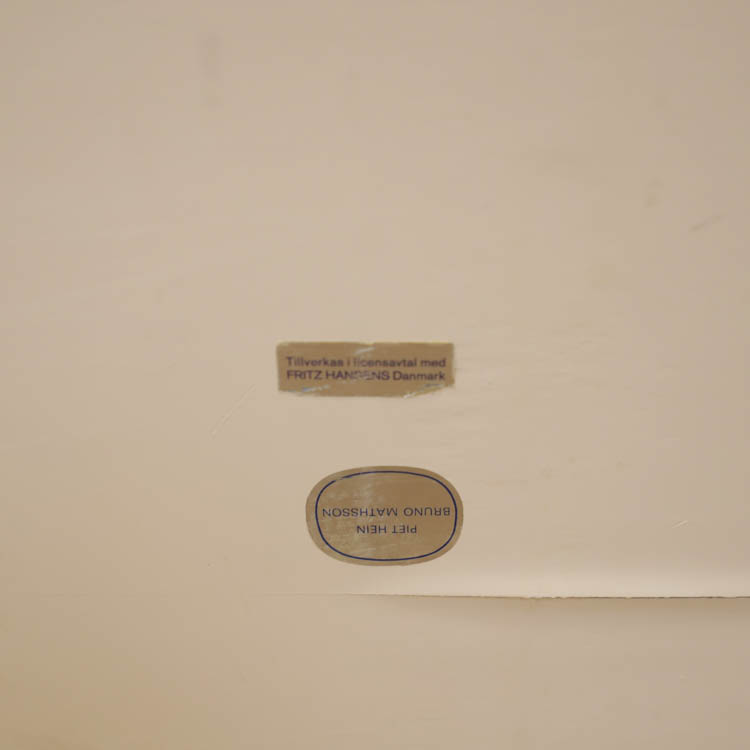 Tillverkas i licensavtal med
FRITZ HANSENS Danmark
PIET HEIN
BRUNO MATHSSON